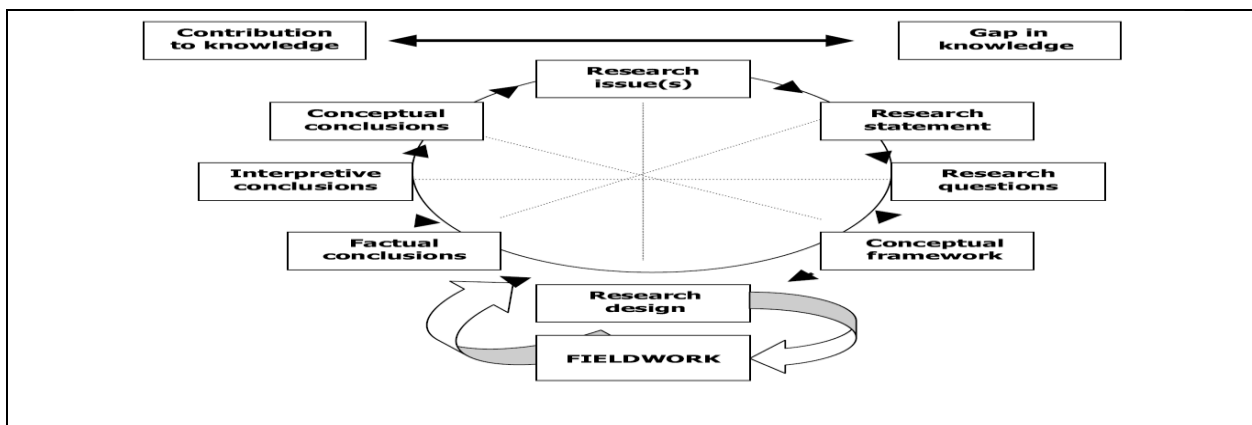 Contribution
to knowledge
Gap in
knowledge
Research
issue(s)
Conceptual
conclusions
Research
statement
Interpretive
conclusions
Research
questions
Factual
conclusions
Conceptual
framework
Research
design
FIELDWORK